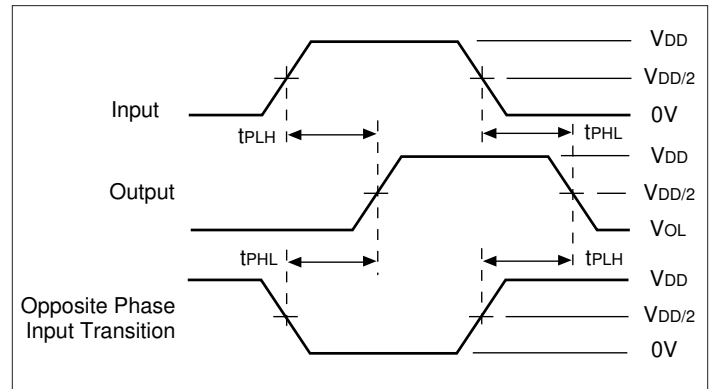 VDD
VDD/2
Input
0V
tPLH
tPHL
VDD
Output
VDD/2
VOL
tPHL
tPLH
VDD
Opposite Phase
Input Transition
VDD/2
0V